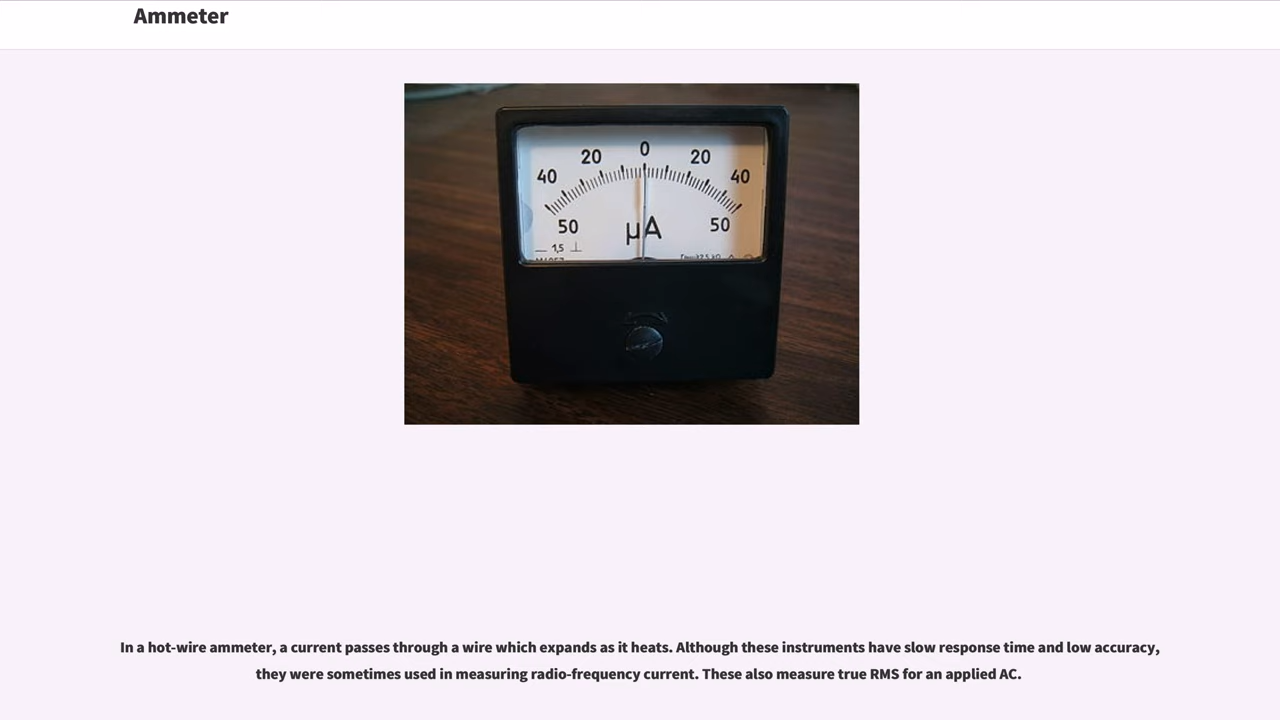 Ammeter
0
20 20
40 40
50 50
µA
1,5
In a hot-wire ammeter, a current passes through a wire which expands as it heats. Although these instruments have slow response time and low accuracy,
they were sometimes used in measuring radio-frequency current. These also measure true RMS for an applied AC.